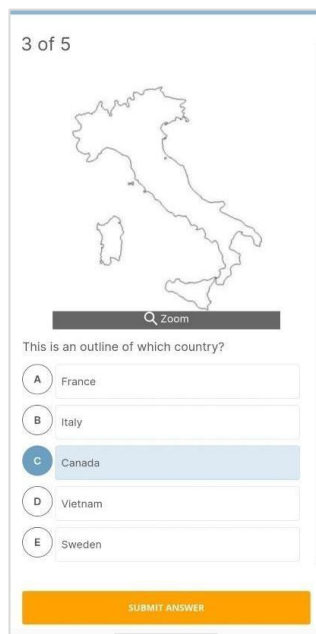 3 of 5
Zoom
This is an outline of which country?
A France
B Italy
C Canada
D Vietnam
E Sweden
SUBMIT ANSWER